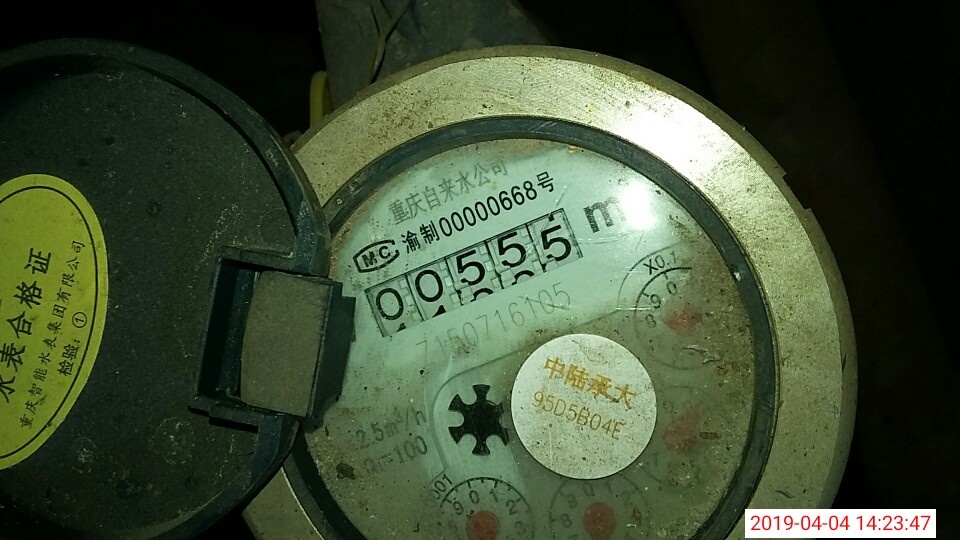 重庆自来水公司
MC 渝制00000668号
00555 m
7150716105
X0.1
中陆承大
95D5B04E
2.5m³/h
水表合格证
重庆智能水表集团有限公司
检验: ①
2019-04-04 14:23:47